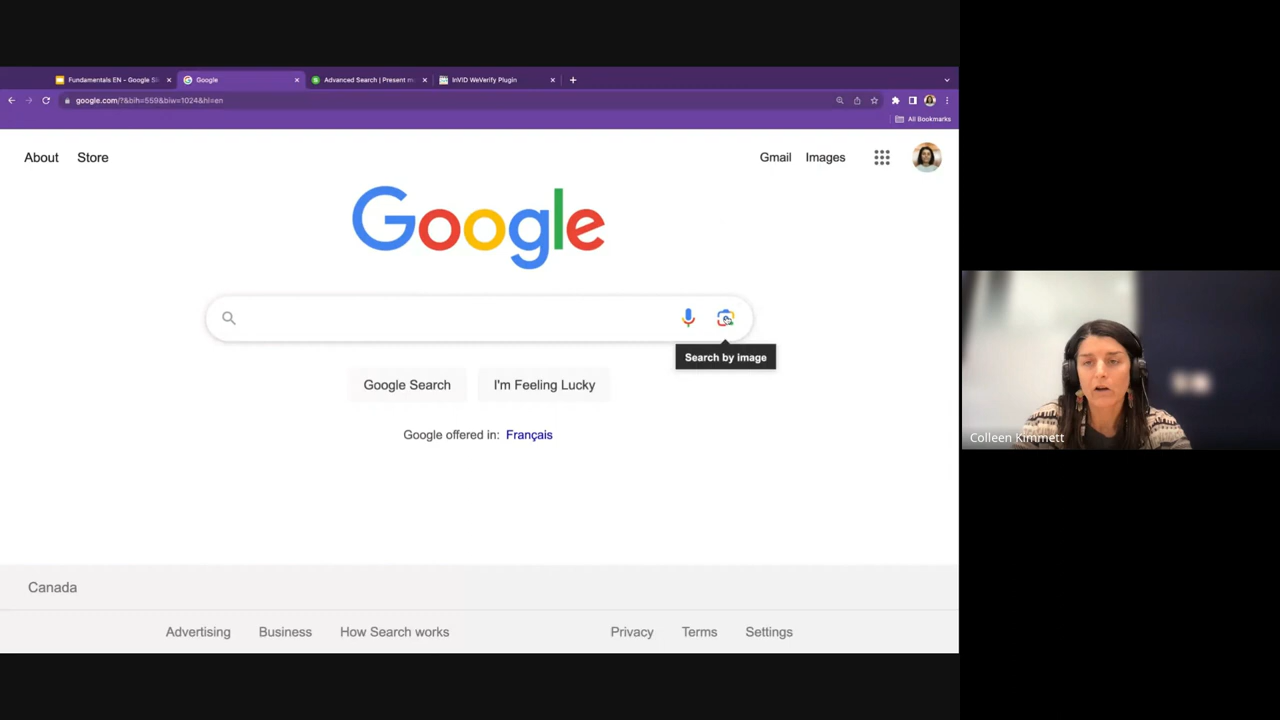 Fundamentals EN - Google Sl
Google
Advanced Search | Present m
InVID WeVerify Plugin
google.com/?&bih=559&biw=1024&hl=en
All Bookmarks
About Store
Gmail Images
Google
Search by image
Google Search I'm Feeling Lucky
Google offered in: Français
Colleen Kimmett
Canada
Advertising Business How Search works Privacy Terms Settings